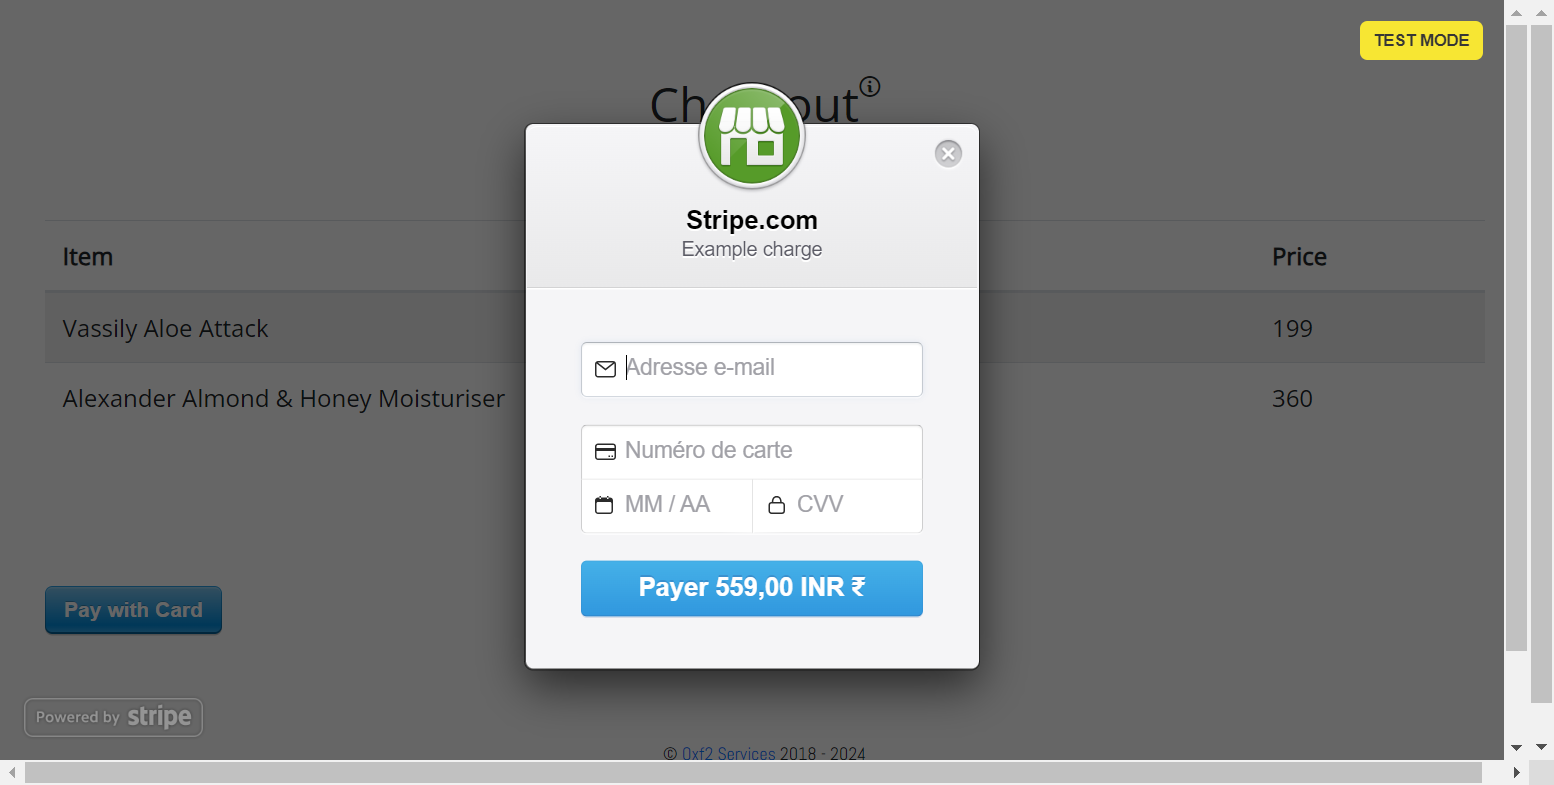 TEST MODE
Ch out
Stripe.com
Example charge
Item Price
Vassily Aloe Attack 199
Alexander Almond & Honey Moisturiser 360
Adresse e-mail
Numéro de carte
MM / AA CVV
Payer 559,00 INR ₹
Pay with Card
Powered by stripe
© 0xf2 Services 2018 - 2024